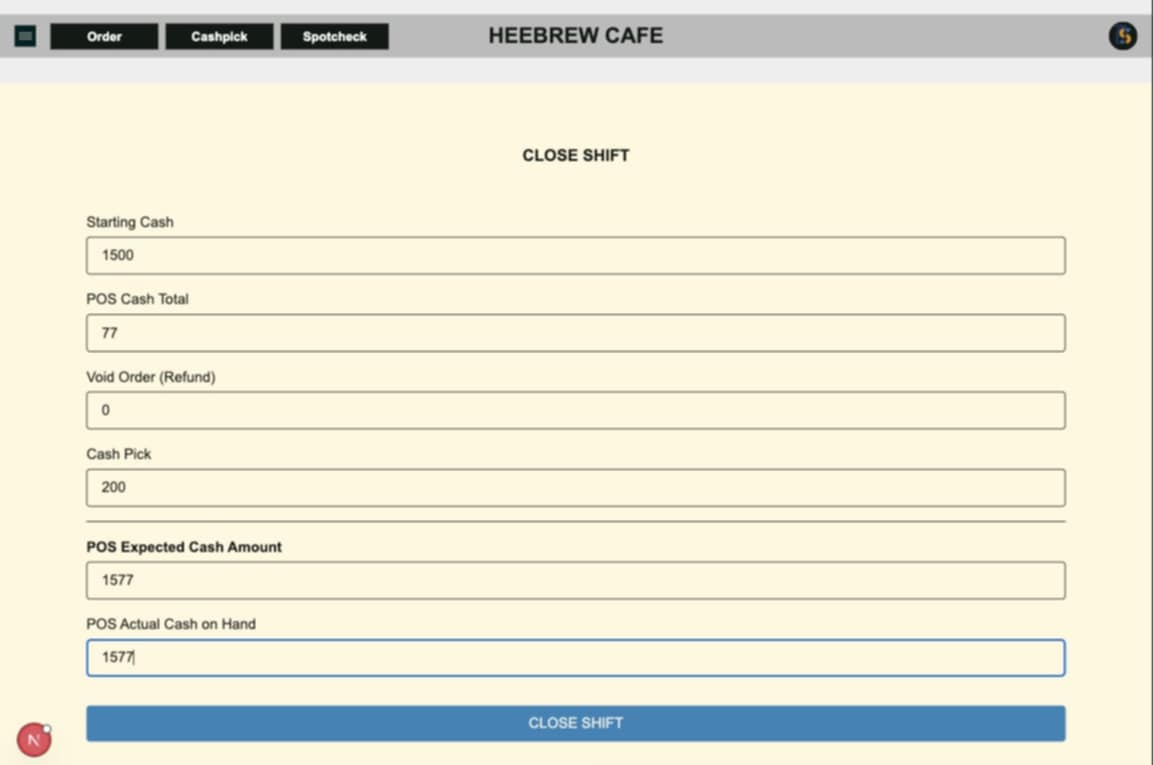 Order Cashpick Spotcheck HEEBREW CAFE S
CLOSE SHIFT
Starting Cash
1500
POS Cash Total
77
Void Order (Refund)
0
Cash Pick
200
POS Expected Cash Amount
1577
POS Actual Cash on Hand
1577
CLOSE SHIFT
N